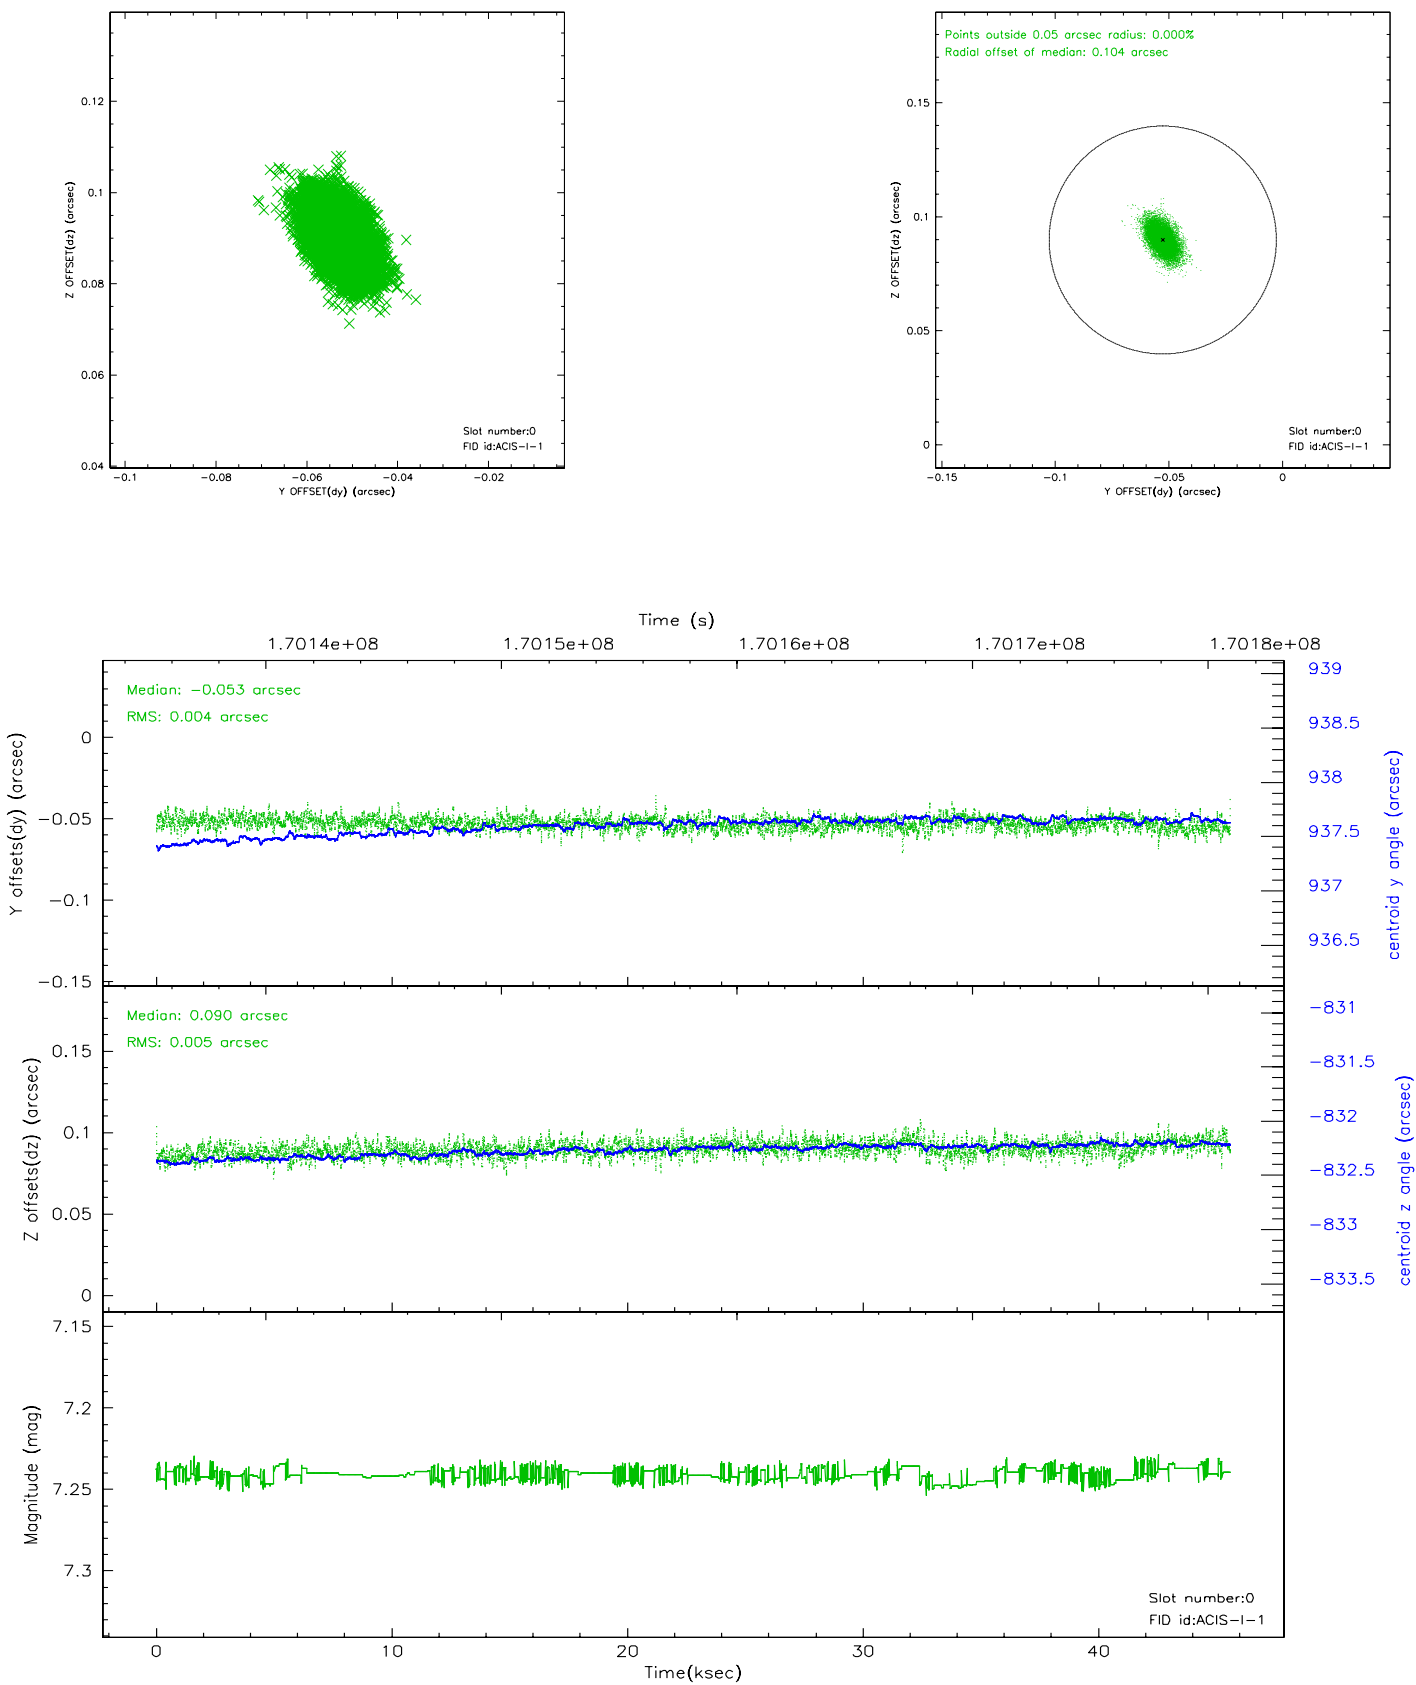 0.12
0.1
0.08
0.06
0.04
Z OFFSET(dz) (arcsec)
−0.1
−0.08
−0.06
−0.04
−0.02
Y OFFSET(dy) (arcsec)
Slot number:0
FID id:ACIS−I−1
Points outside 0.05 arcsec radius: 0.000%
Radial offset of median: 0.104 arcsec
0.15
0.1
0.05
0
Z OFFSET(dz) (arcsec)
−0.15
−0.1
−0.05
0
Y OFFSET(dy) (arcsec)
Slot number:0
FID id:ACIS−I−1
Time (s)
1.7014e+08
1.7015e+08
1.7016e+08
1.7017e+08
1.7018e+08
Median: −0.053 arcsec
RMS: 0.004 arcsec
0
−0.05
−0.1
−0.15
Y offsets(dy) (arcsec)
939
938.5
938
937.5
937
936.5
centroid y angle (arcsec)
Median: 0.090 arcsec
RMS: 0.005 arcsec
0.15
0.1
0.05
0
Z offsets(dz) (arcsec)
−831
−831.5
−832
−832.5
−833
−833.5
centroid z angle (arcsec)
7.15
7.2
7.25
7.3
Magnitude (mag)
Slot number:0
FID id:ACIS−I−1
0
10
20
30
40
Time(ksec)